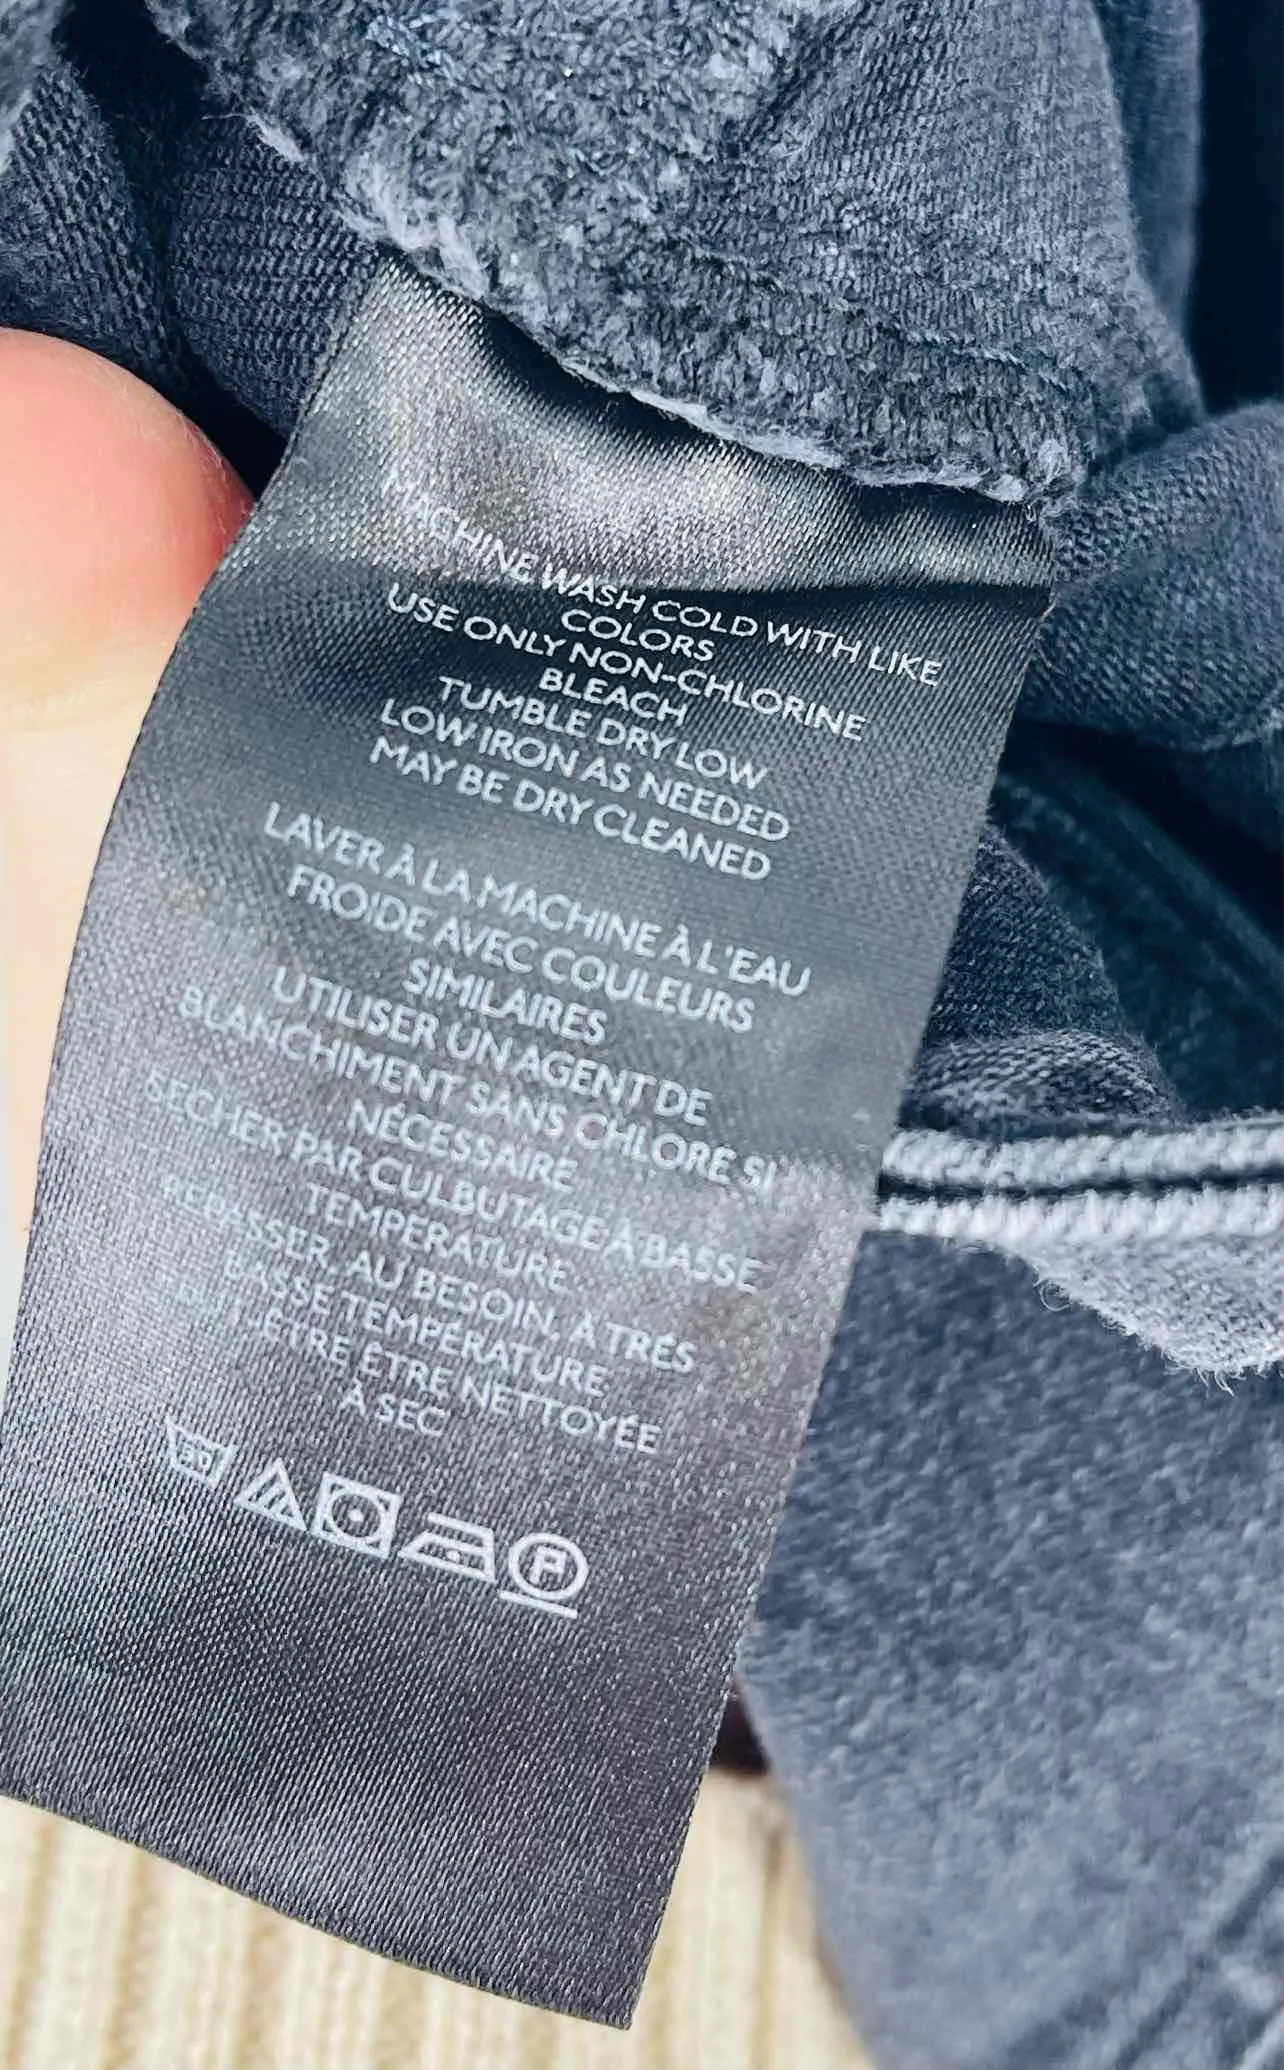 MACHINE WASH COLD WITH LIKE
COLORS
USE ONLY NON-CHLORINE
BLEACH
TUMBLE DRY LOW
LOW IRON AS NEEDED
MAY BE DRY CLEANED
LAVER À LA MACHINE À L'EAU
FROIDE AVEC COULEURS
SIMILAIRES
UTILISER UN AGENT DE
BLANCHIMENT SANS CHLORE SI
NÉCESSAIRE
SÉCHER PAR CULBUTAGE À BASSE
TEMPÉRATURE
REPASSER, AU BESOIN, À TRÉS
BASSE TEMPÉRATURE
ÊTRE NETTOYÉE
À SEC
30
P